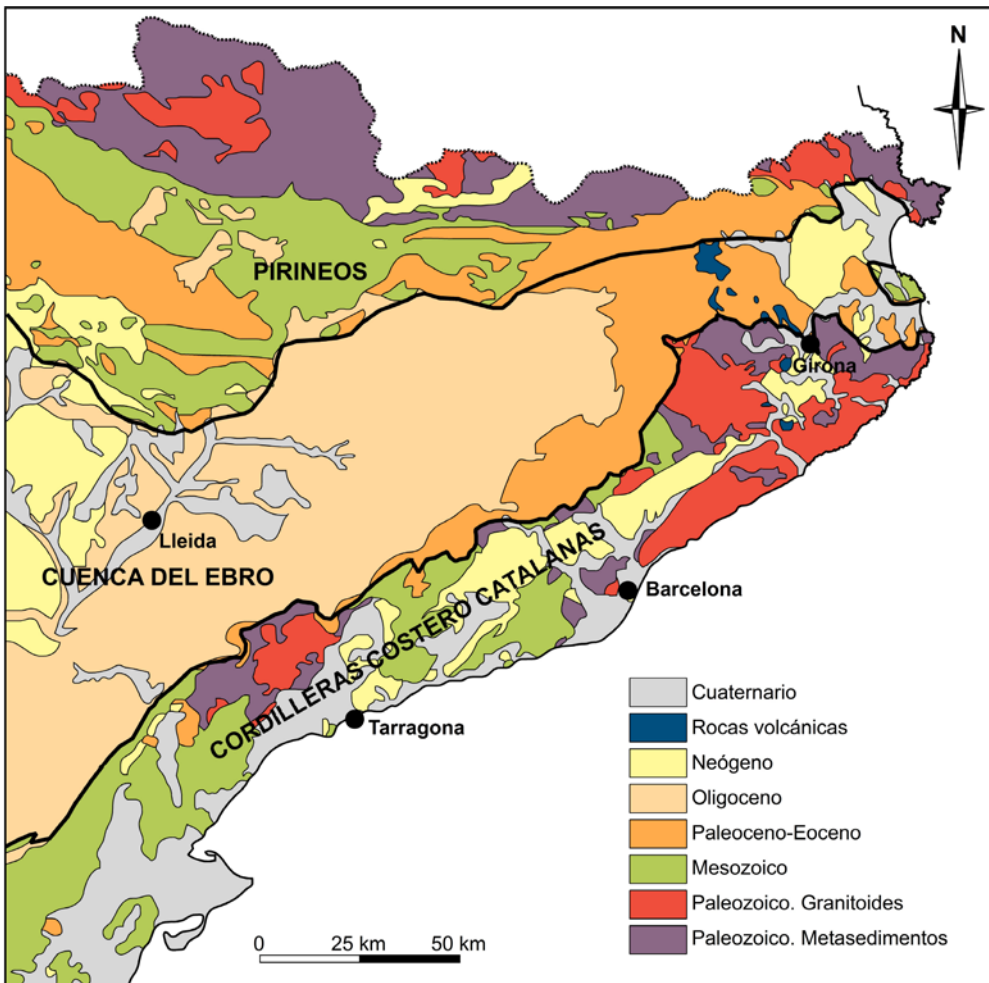 N
PIRINEOS
Girona
Lleida
CUENCA DEL EBRO
CORDILLERAS COSTERO CATALANAS
Barcelona
Tarragona
Cuaternario
Rocas volcánicas
Neógeno
Oligoceno
Paleoceno-Eoceno
Mesozoico
Paleozoico. Granitoides
Paleozoico. Metasedimentos
0 25 km 50 km